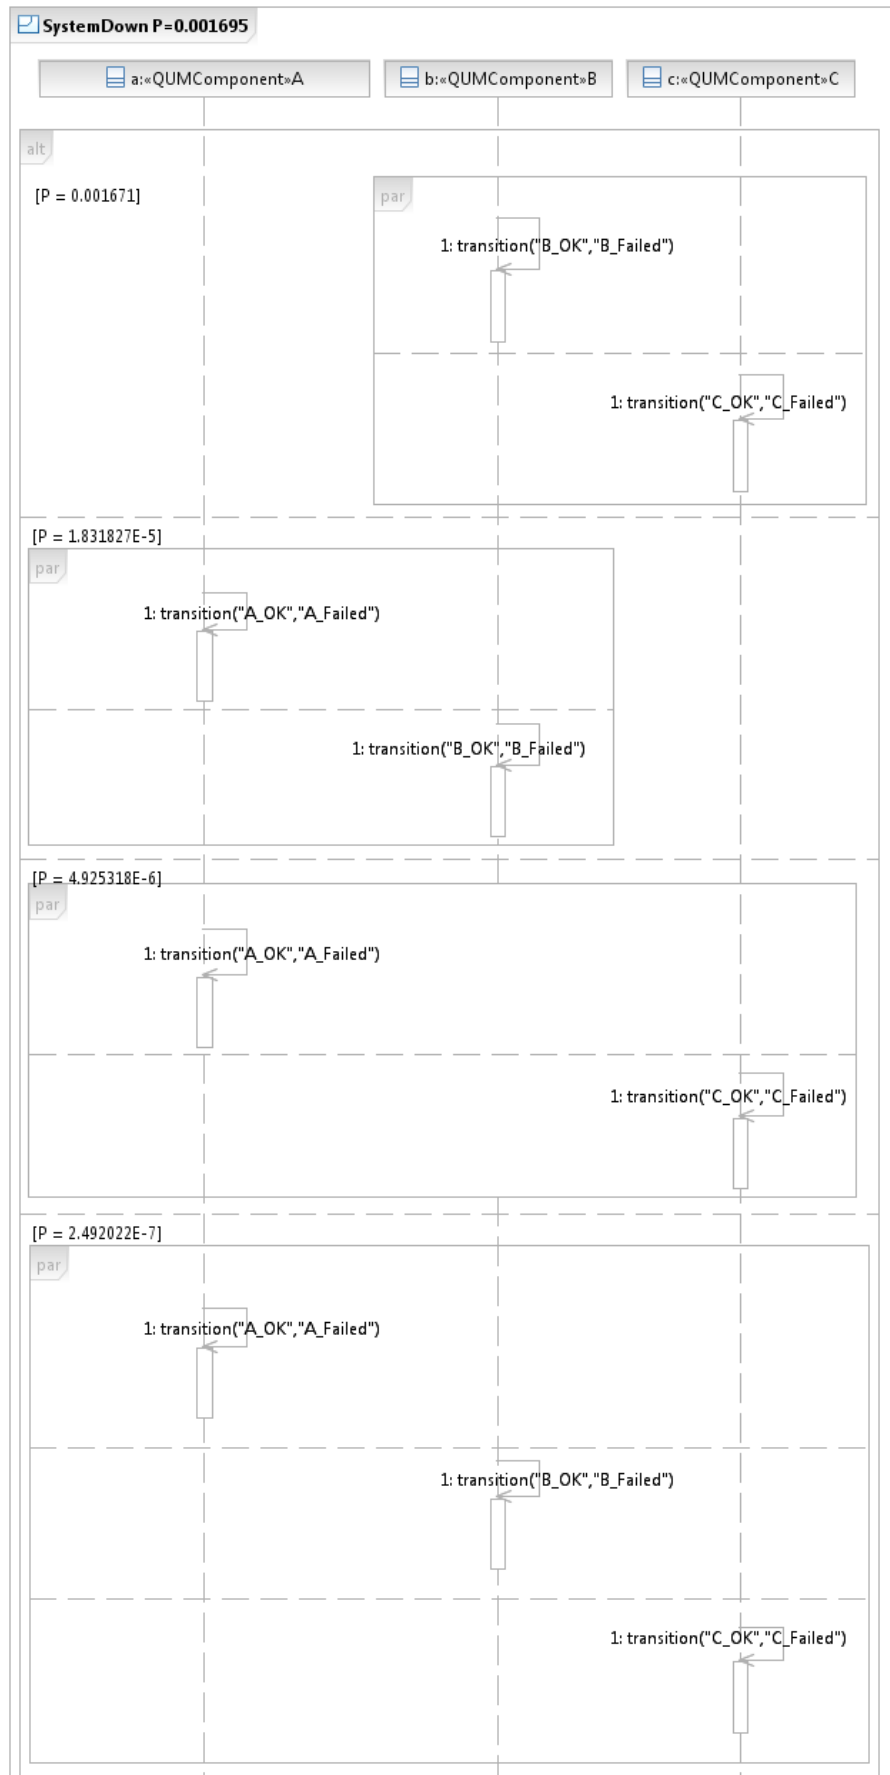 SystemDown P=0.001695
a:«QUMComponent»A
b:«QUMComponent»B
c:«QUMComponent»C
alt
[P = 0.001671]
par
1: transition("B_OK","B_Failed")
1: transition("C_OK","C_Failed")
[P = 1.831827E-5]
par
1: transition("A_OK","A_Failed")
1: transition("B_OK","B_Failed")
[P = 4.925318E-6]
par
1: transition("A_OK","A_Failed")
1: transition("C_OK","C_Failed")
[P = 2.492022E-7]
par
1: transition("A_OK","A_Failed")
1: transition("B_OK","B_Failed")
1: transition("C_OK","C_Failed")